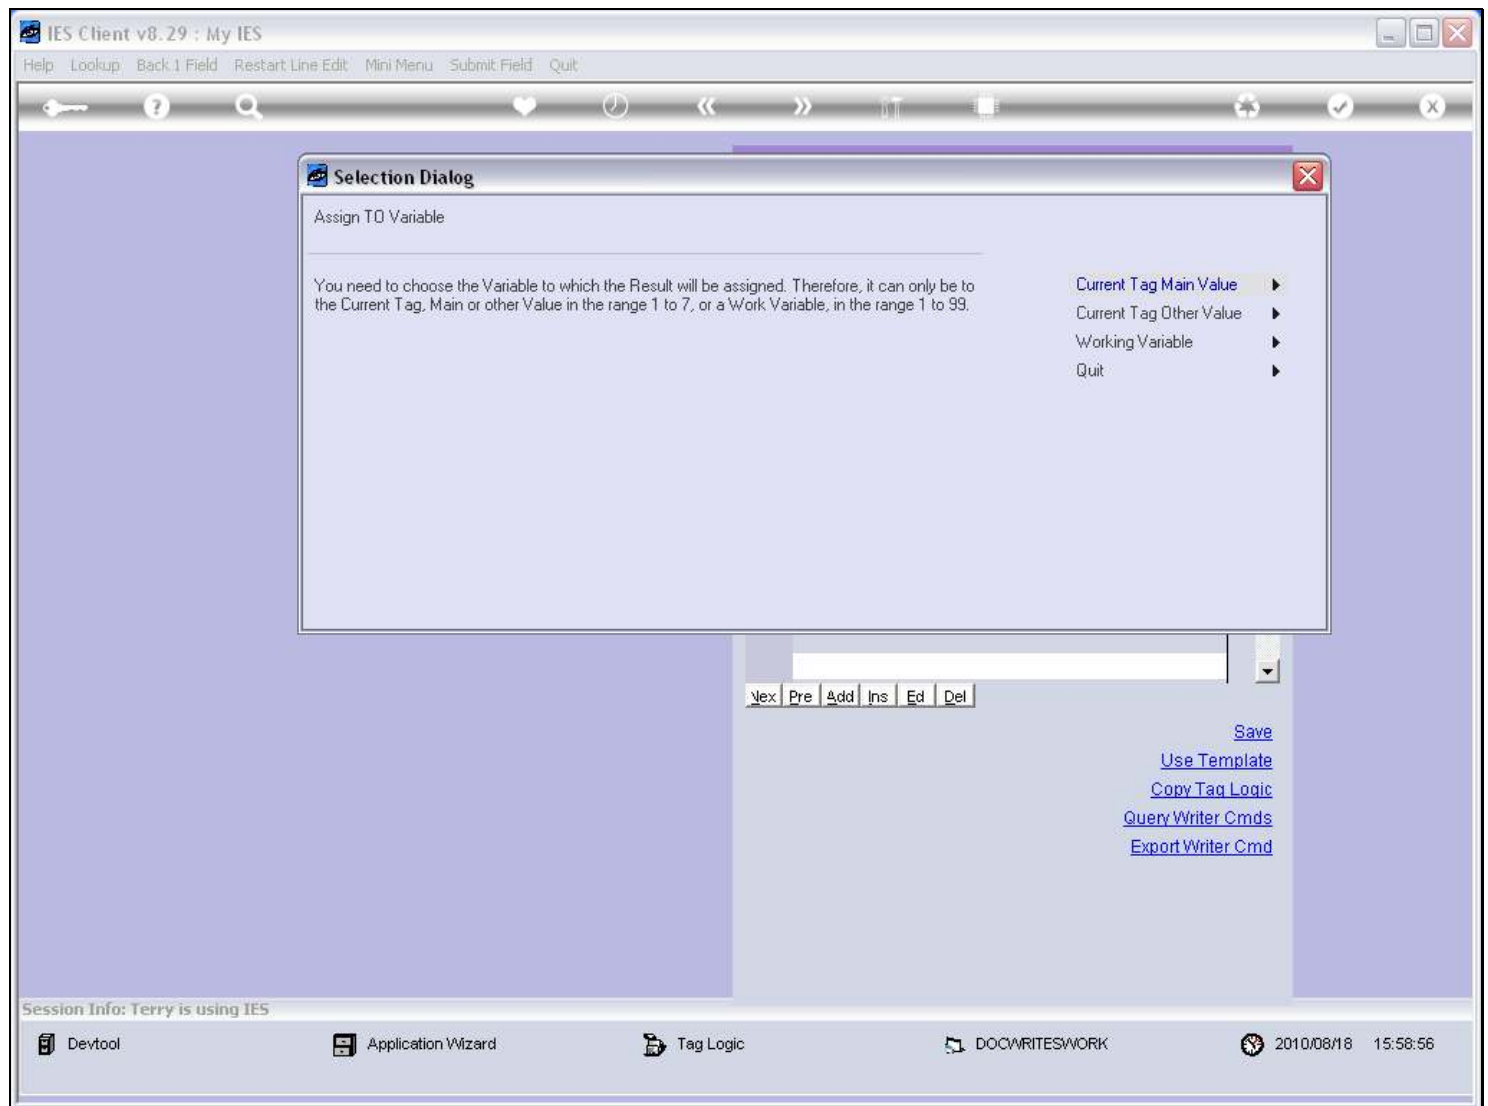 IES Client v8.29 : My IES
Help Lookup Back 1 Field Restart Line Edit Mini Menu Submit Field Quit
Selection Dialog
Assign TO Variable
You need to choose the Variable to which the Result will be assigned. Therefore, it can only be to
the Current Tag, Main or other Value in the range 1 to 7, or a Work Variable, in the range 1 to 99.
Current Tag Main Value
Current Tag Other Value
Working Variable
Quit
Nex Pre Add Ins Ed Del
Save
Use Template
Copy Tag Logic
Query Writer Cmds
Export Writer Cmd
Session Info: Terry is using IES
Devtool Application Wizard Tag Logic DOCWRITESWORK 2010/08/18 15:58:56